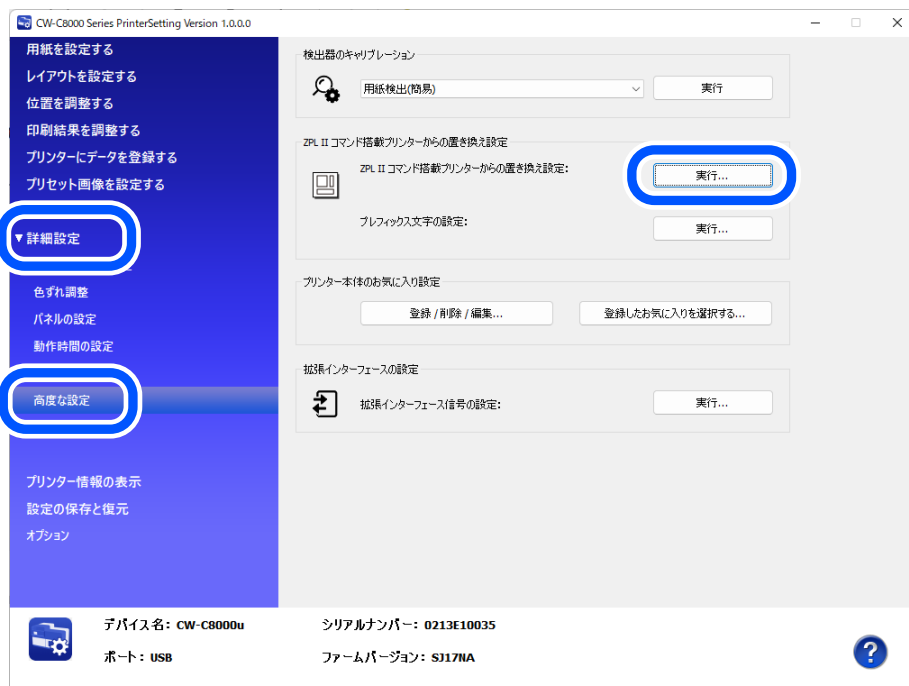 CW-C8000 Series PrinterSetting Version 1.0.0.0
用紙を設定する
レイアウトを設定する
位置を調整する
印刷結果を調整する
プリンターにデータを登録する
プリセット画像を設定する
▼詳細設定
色ずれ調整
パネルの設定
動作時間の設定
高度な設定
プリンター情報の表示
設定の保存と復元
オプション
検出器のキャリブレーション
用紙検出(簡易)
実行
ZPL II コマンド搭載プリンターからの置き換え設定
ZPL II コマンド搭載プリンターからの置き換え設定:
実行...
プレフィックス文字の設定:
実行...
プリンター本体のお気に入り設定
登録 / 削除 / 編集...
登録したお気に入りを選択する...
拡張インターフェースの設定
拡張インターフェース信号の設定:
実行...
デバイス名: CW-C8000u
シリアルナンバー: 0213E10035
ポート: USB
ファームバージョン: SJ17NA
?